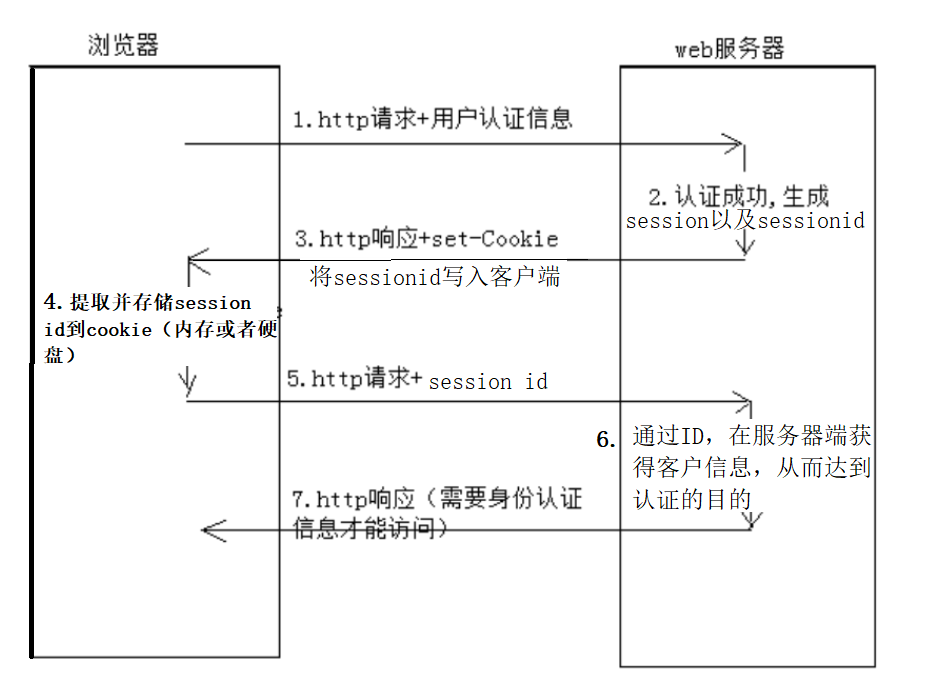 浏览器
web服务器
1.http请求+用户认证信息
2.认证成功,生成
session以及sessionid
3.http响应+set-Cookie
将sessionid写入客户端
4.提取并存储session
id到cookie（内存或者硬
盘）
5.http请求+ session id
6. 通过ID，在服务器端获
得客户信息，从而达到
认证的目的
7.http响应（需要身份认证
信息才能访问）